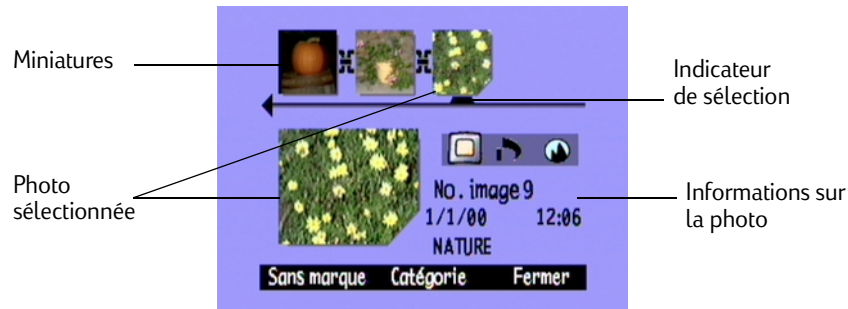 Miniatures
Indicateur
de sélection
Photo
sélectionnée
No. image 9
1/1/00 12:06
NATURE
Informations sur
la photo
Sans marque Catégorie Fermer